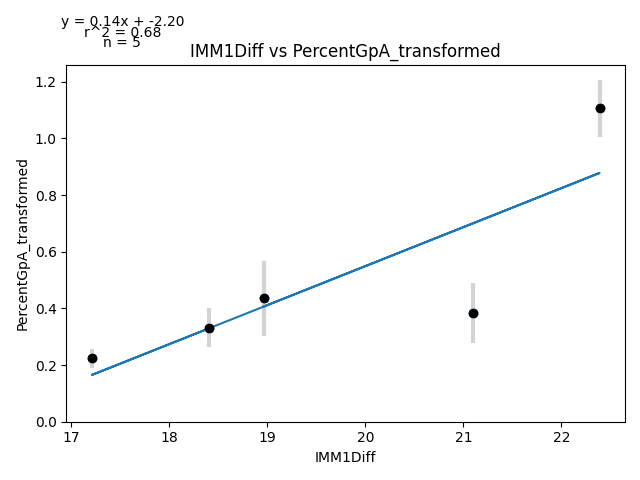 y = 0.14x + -2.20
r^2 = 0.68
n = 5
IMM1Diff vs PercentGpA_transformed
PercentGpA_transformed
1.2
1.0
0.8
0.6
0.4
0.2
0.0
17 18 19 20 21 22
IMM1Diff